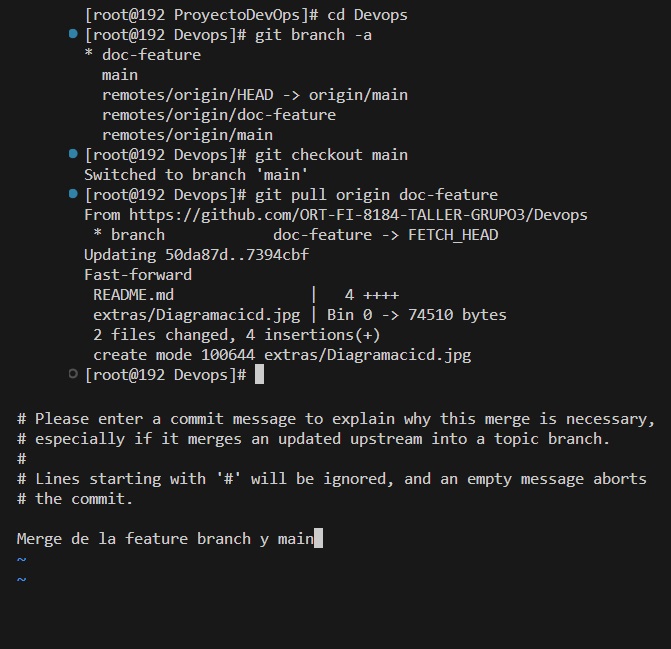 [root@192 ProyectoDevOps]# cd Devops
[root@192 Devops]# git branch -a
* doc-feature
  main
  remotes/origin/HEAD -> origin/main
  remotes/origin/doc-feature
  remotes/origin/main
[root@192 Devops]# git checkout main
Switched to branch 'main'
[root@192 Devops]# git pull origin doc-feature
From https://github.com/ORT-FI-8184-TALLER-GRUPO3/Devops
 * branch            doc-feature -> FETCH_HEAD
Updating 50da87d..7394cbf
Fast-forward
 README.md               |   4 ++++
 extras/Diagramacicd.jpg | Bin 0 -> 74510 bytes
 2 files changed, 4 insertions(+)
 create mode 100644 extras/Diagramacicd.jpg
[root@192 Devops]#
# Please enter a commit message to explain why this merge is necessary,
# especially if it merges an updated upstream into a topic branch.
#
# Lines starting with '#' will be ignored, and an empty message aborts
# the commit.
Merge de la feature branch y main
~
~